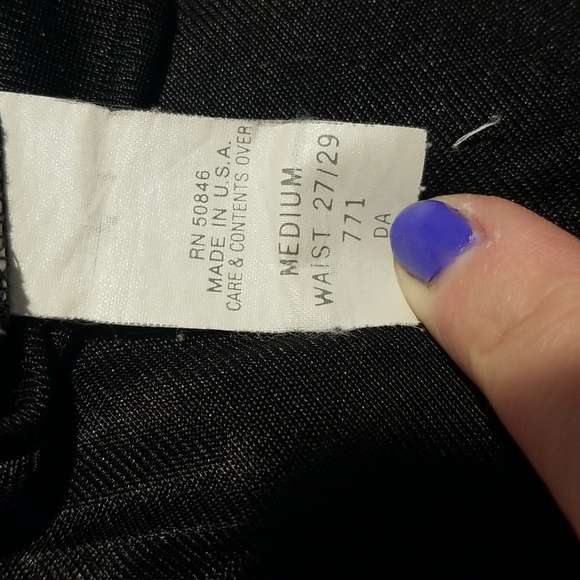 RN 50846
MADE IN U.S.A.
CARE & CONTENTS OVER
MEDIUM
WAIST 27/29
771
DA